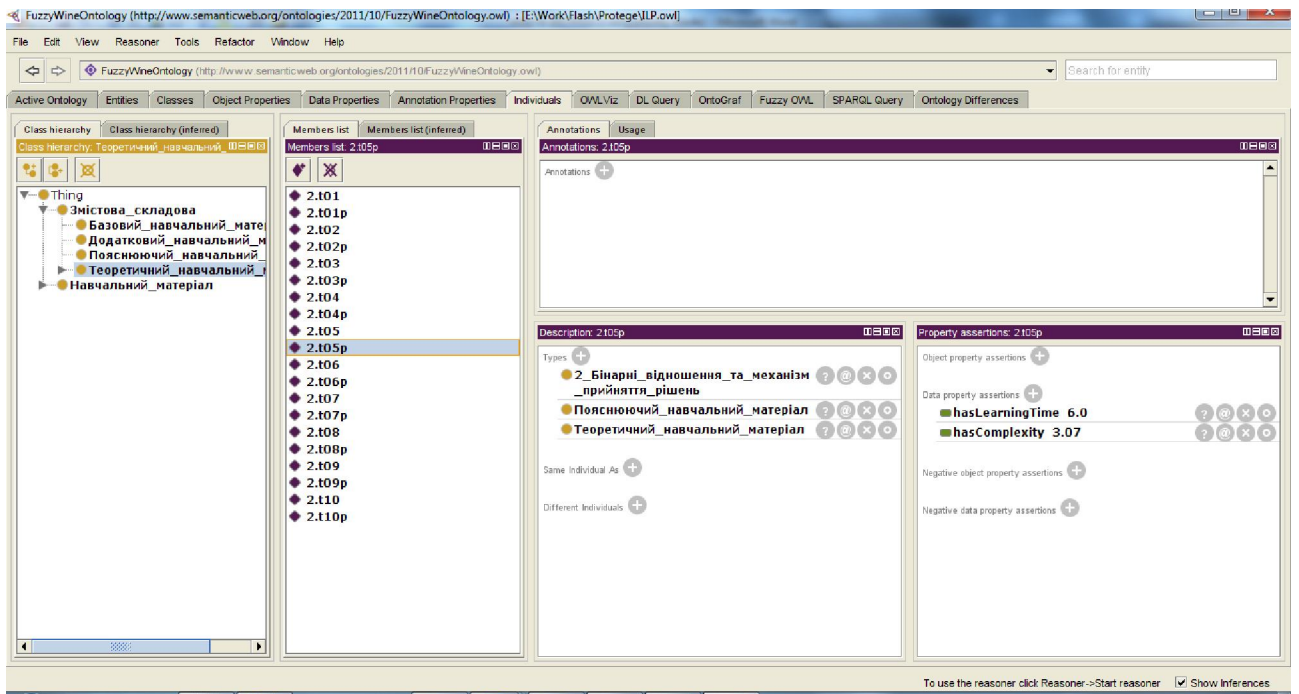 FuzzyWineOntology (http://www.semanticweb.org/ontologies/2011/10/FuzzyWineOntology.owl) : [E:\Work\Flash\Protege\ILP.owl]
File Edit View Reasoner Tools Refactor Window Help
FuzzyWineOntology (http://www.semanticweb.org/ontologies/2011/10/FuzzyWineOntology.owl)
Search for entity
Active Ontology Entities Classes Object Properties Data Properties Annotation Properties Individuals OWLViz DL Query OntoGraf Fuzzy OWL SPARQL Query Ontology Differences
Class hierarchy Class hierarchy (inferred)
Class hierarchy: Теоретичний_навчальний_
Thing
Змістова_складова
Базовий_навчальний_мате
Додатковий_навчальний_м
Пояснюючий_навчальний_
Теоретичний_навчальний_
Навчальний_матеріал
Members list Members list (inferred)
Members list: 2.t05p
2.t01
2.t01p
2.t02
2.t02p
2.t03
2.t03p
2.t04
2.t04p
2.t05
2.t05p
2.t06
2.t06p
2.t07
2.t07p
2.t08
2.t08p
2.t09
2.t09p
2.t10
2.t10p
Annotations Usage
Annotations: 2.t05p
Annotations
Description: 2.t05p
Types
2_Бінарні_відношення_та_механізм
_прийняття_рішень
Пояснюючий_навчальний_матеріал
Теоретичний_навчальний_матеріал
Same Individual As
Different Individuals
Property assertions: 2.t05p
Object property assertions
Data property assertions
hasLearningTime 6.0
hasComplexity 3.07
Negative object property assertions
Negative data property assertions
To use the reasoner click Reasoner->Start reasoner Show Inferences